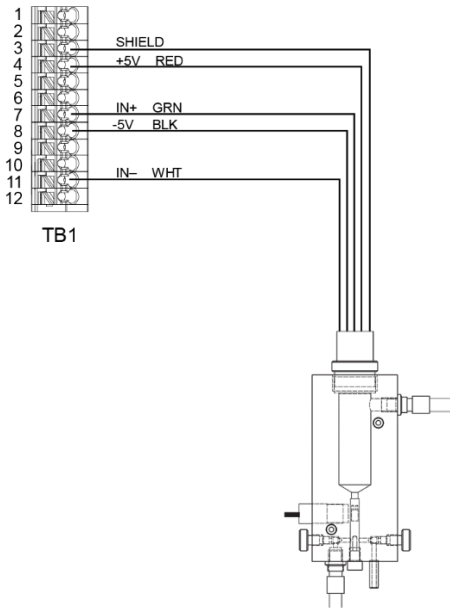 1
2
3 SHIELD
4 +5V RED
5
6
7 IN+ GRN
8 -5V BLK
9
10
11 IN– WHT
12
TB1